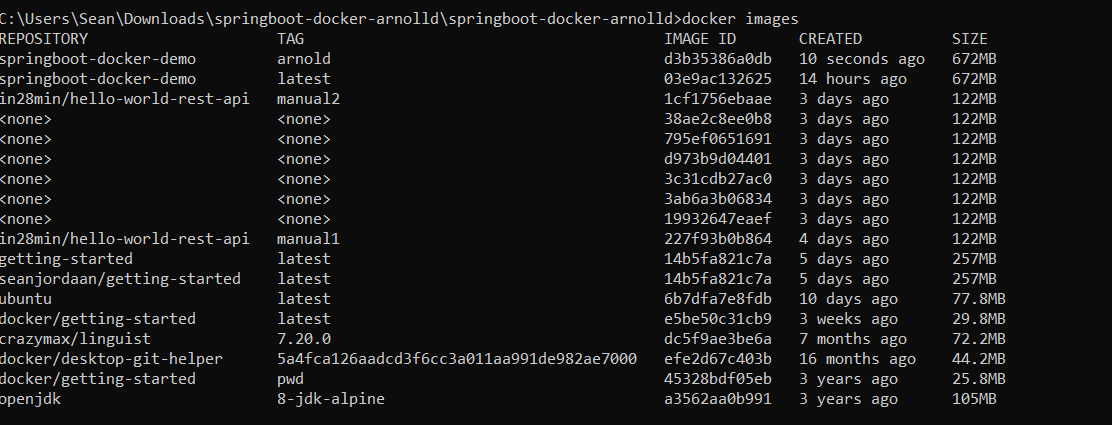 C:\Users\Sean\Downloads\springboot-docker-arnolld\springboot-docker-arnolld>docker images
REPOSITORY TAG IMAGE ID CREATED SIZE
springboot-docker-demo arnold d3b35386a0db 10 seconds ago 672MB
springboot-docker-demo latest 03e9ac132625 14 hours ago 672MB
in28min/hello-world-rest-api manual2 1cf1756ebaae 3 days ago 122MB
<none> <none> 38ae2c8ee0b8 3 days ago 122MB
<none> <none> 795ef0651691 3 days ago 122MB
<none> <none> d973b9d04401 3 days ago 122MB
<none> <none> 3c31cdb27ac0 3 days ago 122MB
<none> <none> 3ab6a3b06834 3 days ago 122MB
<none> <none> 19932647eaef 3 days ago 122MB
in28min/hello-world-rest-api manual1 227f93b0b864 4 days ago 122MB
getting-started latest 14b5fa821c7a 5 days ago 257MB
seanjordaan/getting-started latest 14b5fa821c7a 5 days ago 257MB
ubuntu latest 6b7dfa7e8fdb 10 days ago 77.8MB
docker/getting-started latest e5be50c31cb9 3 weeks ago 29.8MB
crazymax/linguist 7.20.0 dc5f9ae3be6a 7 months ago 72.2MB
docker/desktop-git-helper 5a4fca126aadcd3f6cc3a011aa991de982ae7000 efe2d67c403b 16 months ago 44.2MB
docker/getting-started pwd 45328bdf05eb 3 years ago 25.8MB
openjdk 8-jdk-alpine a3562aa0b991 3 years ago 105MB